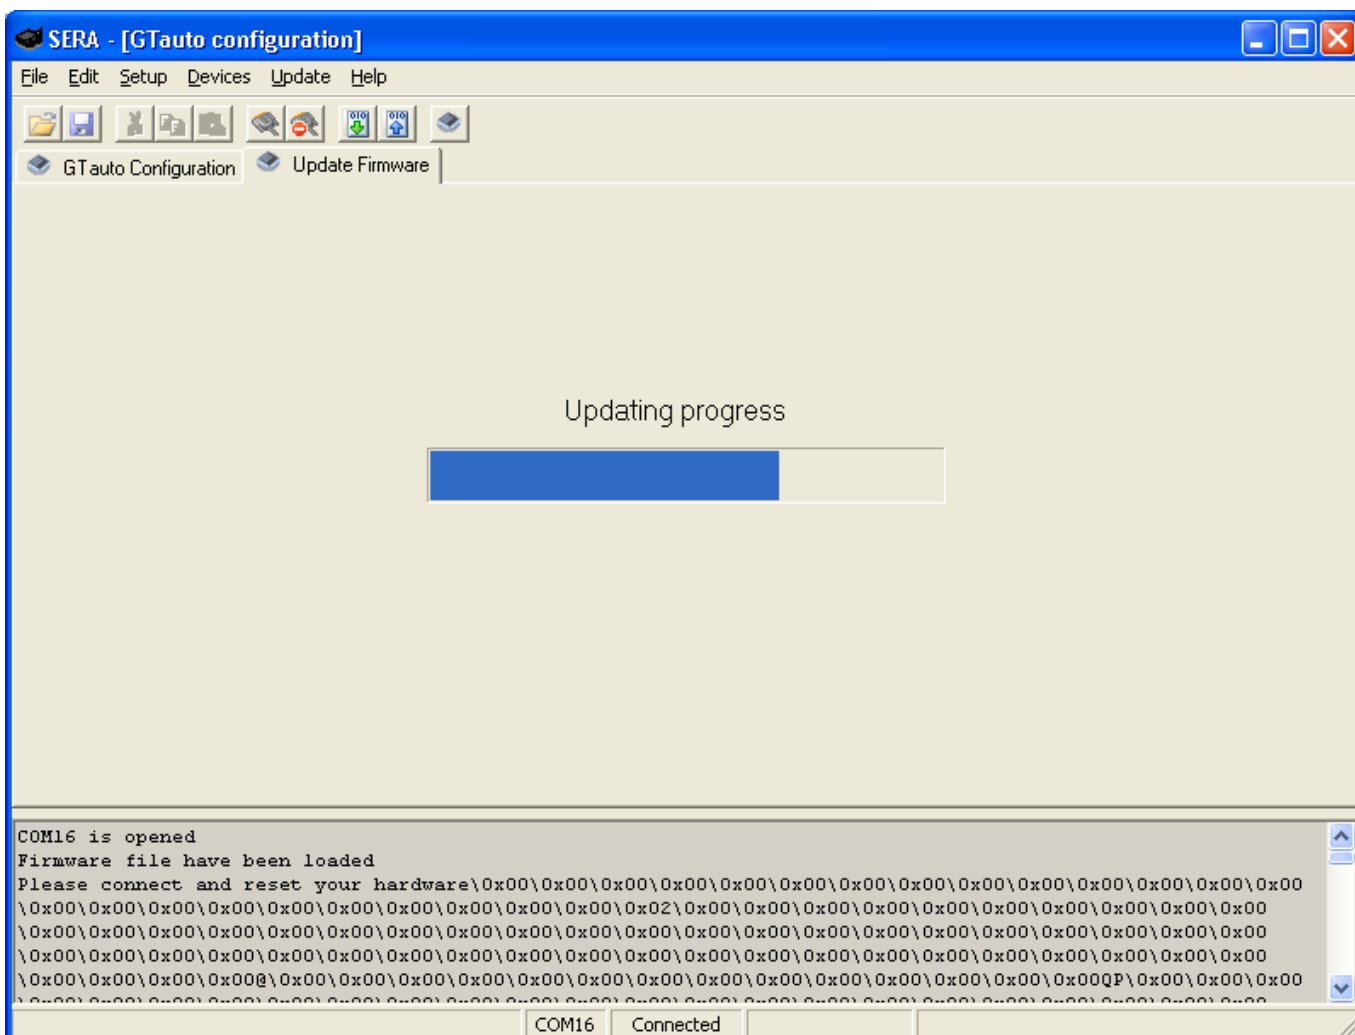 SERA - [GTauto configuration]
File Edit Setup Devices Update Help
GTauto Configuration Update Firmware
Updating progress
COM16 is opened
Firmware file have been loaded
Please connect and reset your hardware\0x00\0x00\0x00\0x00\0x00\0x00\0x00\0x00\0x00\0x00\0x00\0x00\0x00\0x00\0x00
\0x00\0x00\0x00\0x00\0x00\0x00\0x00\0x00\0x00\0x00\0x00\0x02\0x00\0x00\0x00\0x00\0x00\0x00\0x00\0x00\0x00\0x00
\0x00\0x00\0x00\0x00\0x00\0x00\0x00\0x00\0x00\0x00\0x00\0x00\0x00\0x00\0x00\0x00\0x00\0x00\0x00\0x00\0x00\0x00
\0x00\0x00\0x00\0x00\0x00\0x00\0x00\0x00\0x00\0x00\0x00\0x00\0x00\0x00\0x00\0x00\0x00\0x00\0x00\0x00\0x00\0x00
\0x00\0x00\0x00\0x00@\0x00\0x00\0x00\0x00\0x00\0x00\0x00\0x00\0x00\0x00\0x00\0x00\0x00\0x00QP\0x00\0x00\0x00
COM16 Connected